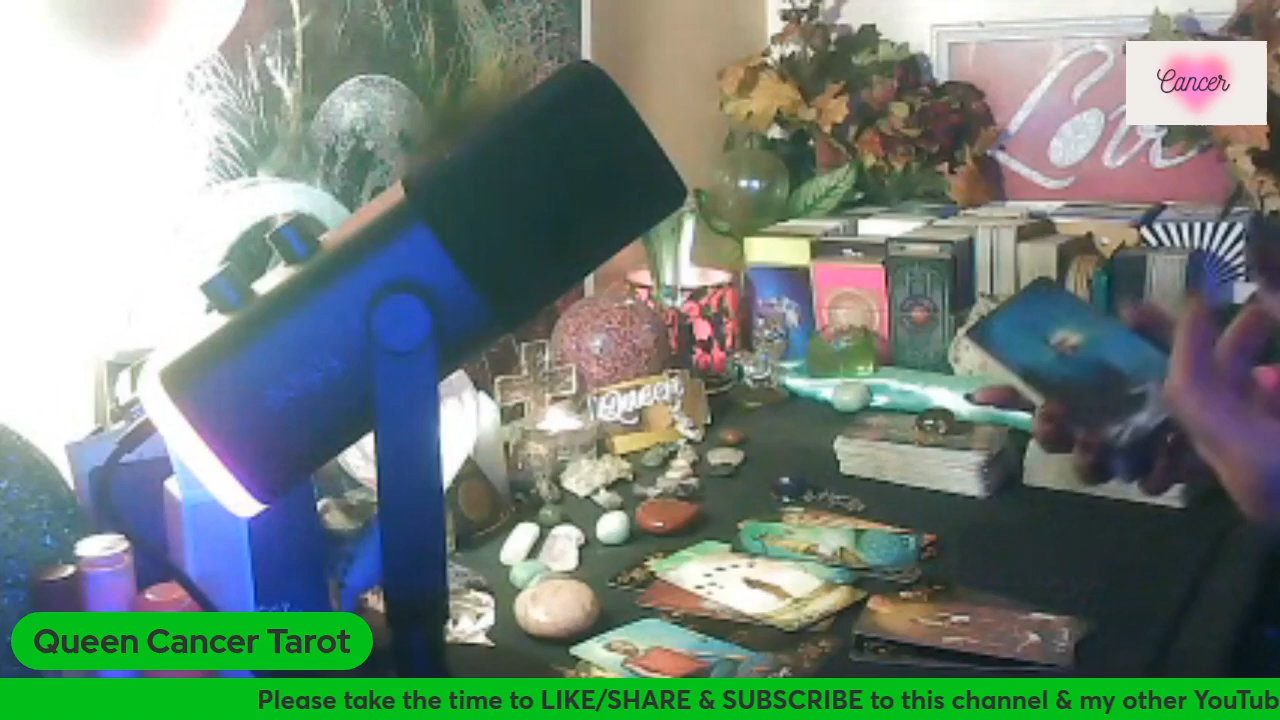 Cancer
Love
Queen
Queen Cancer Tarot
Please take the time to LIKE/SHARE & SUBSCRIBE to this channel & my other YouTub